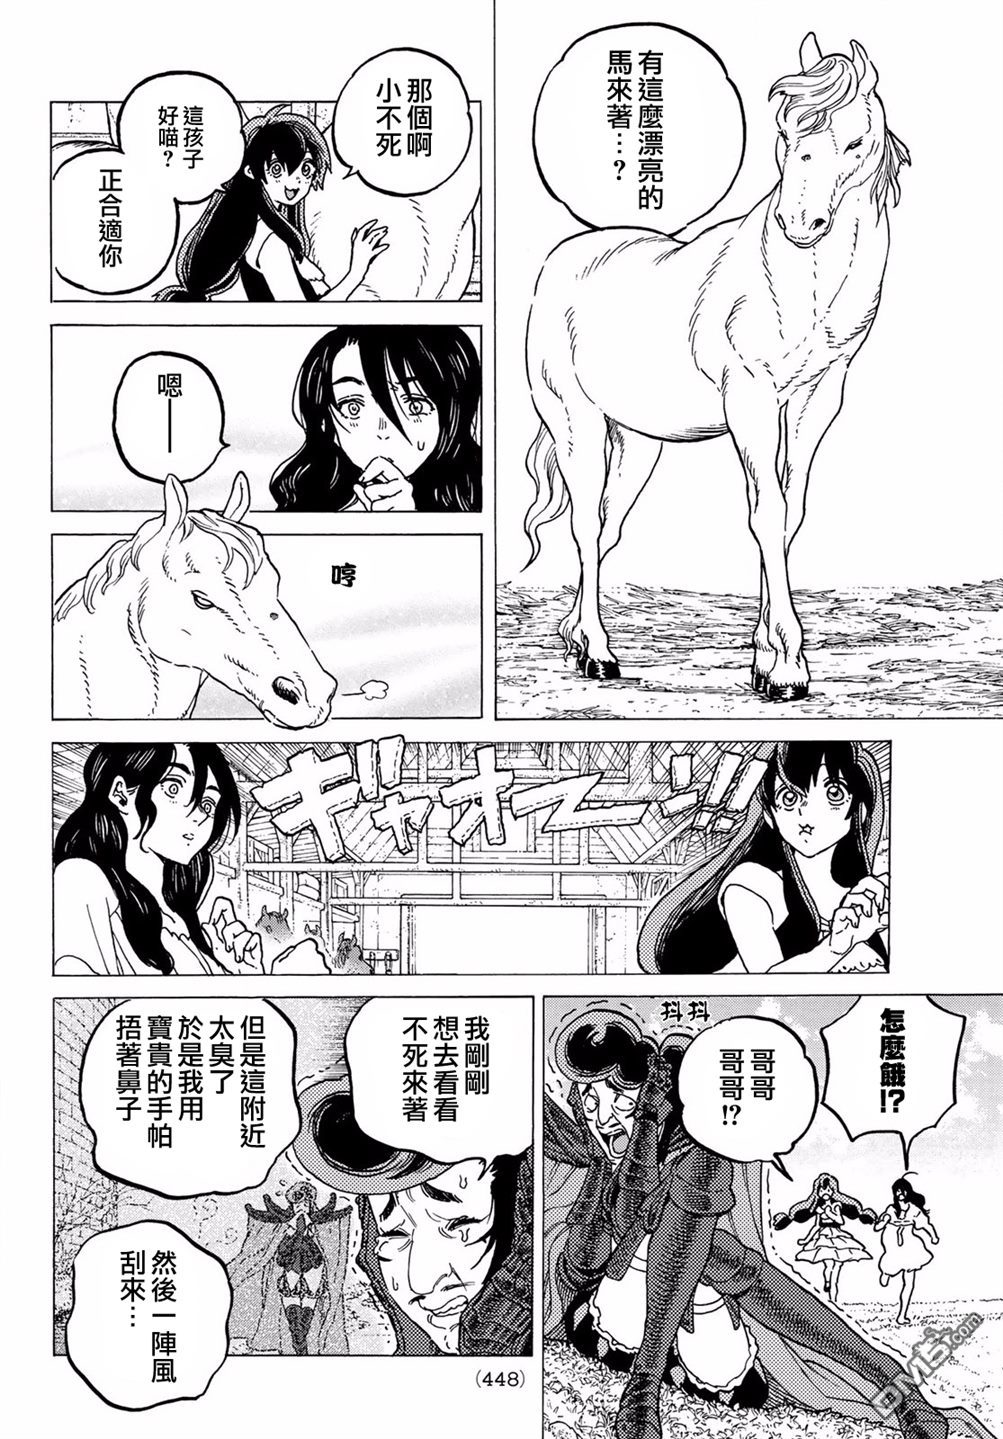 有這麼漂亮的
馬來著…?
那個啊
小不死
這孩子
好喵?
正合適你
嗯——
哼
ギャオーン!!!
怎麼餓!?
哥哥
哥哥!?
抖抖
我剛剛
想去看看
不死來著
但是這附近
太臭了
於是我用
寶貴的手帕
捂著鼻子
然後一陣風
刮來…
(448)
DM5.com